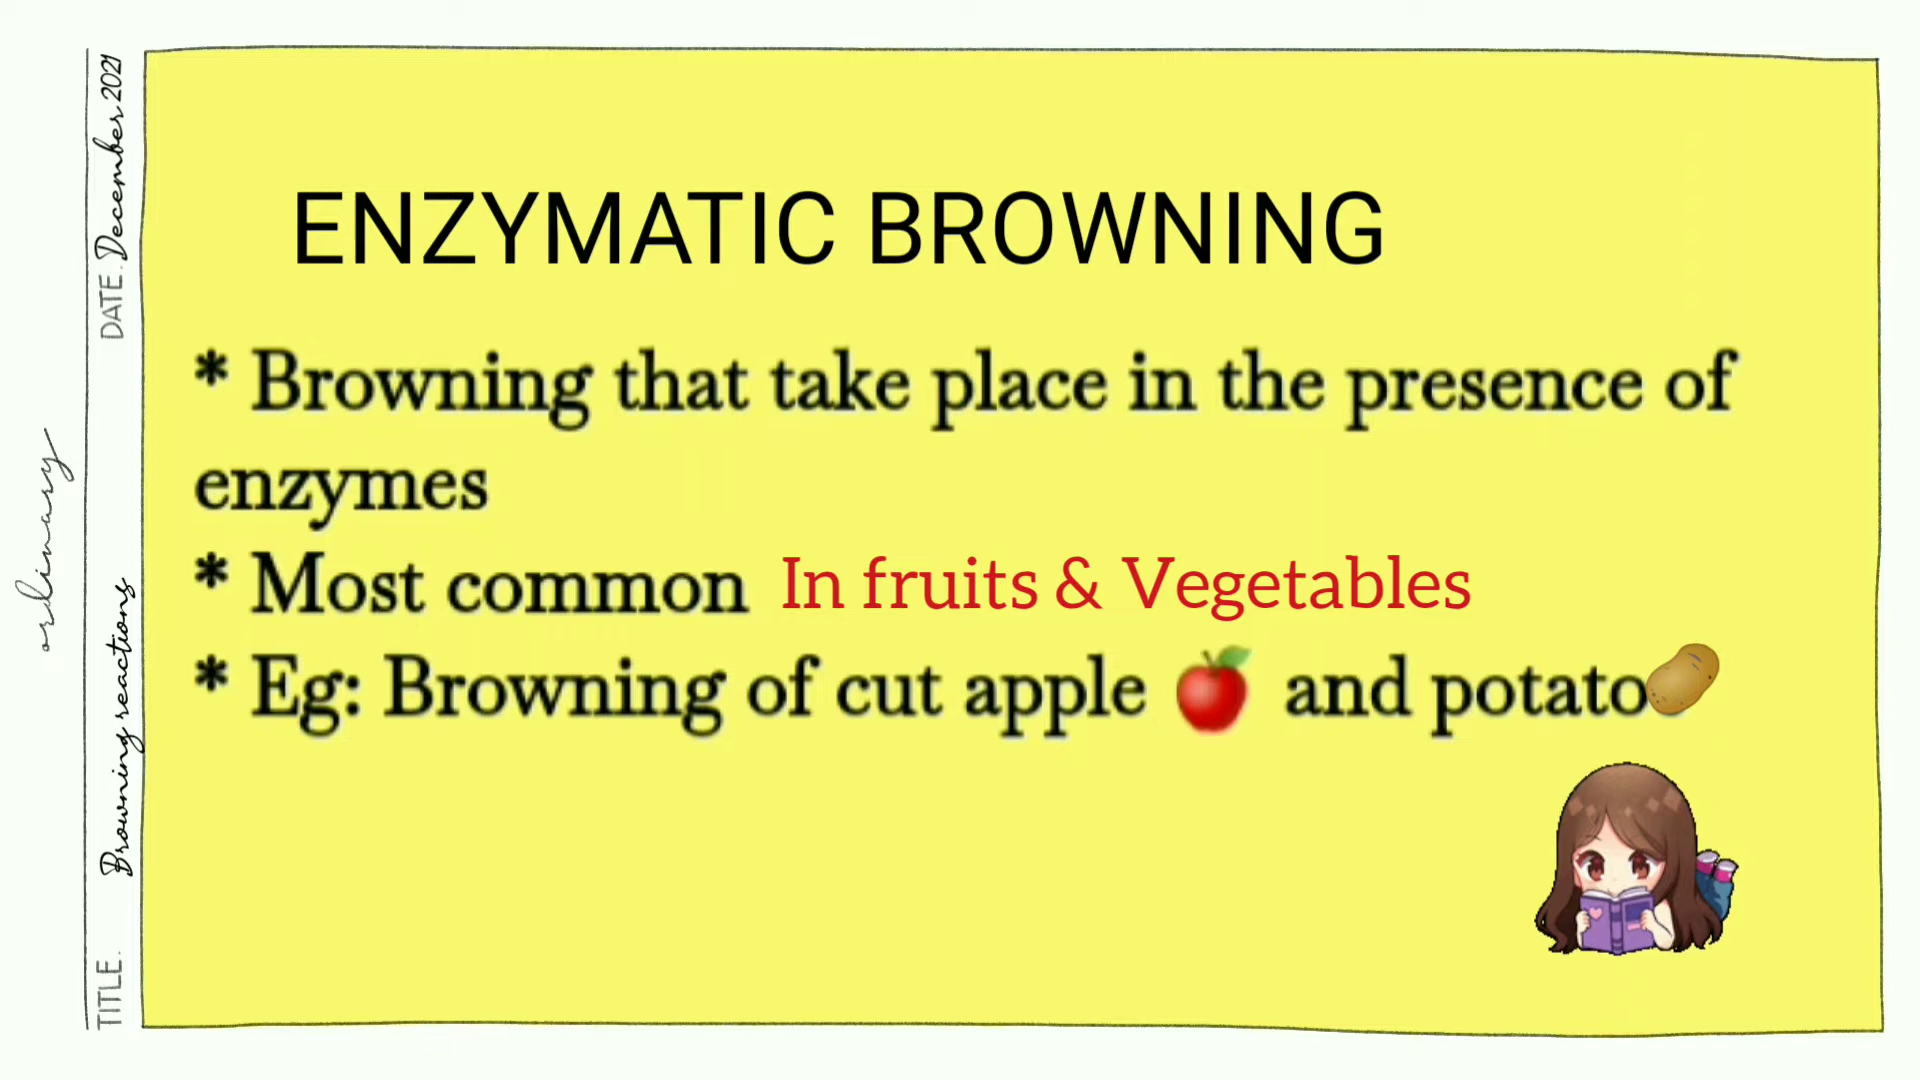 ENZYMATIC BROWNING
* Browning that take place in the presence of
enzymes
* Most common In fruits & Vegetables
* Eg: Browning of cut apple 🍎 and potato🥔
orlinary
DATE. December 2021
TITLE. Browning reactions